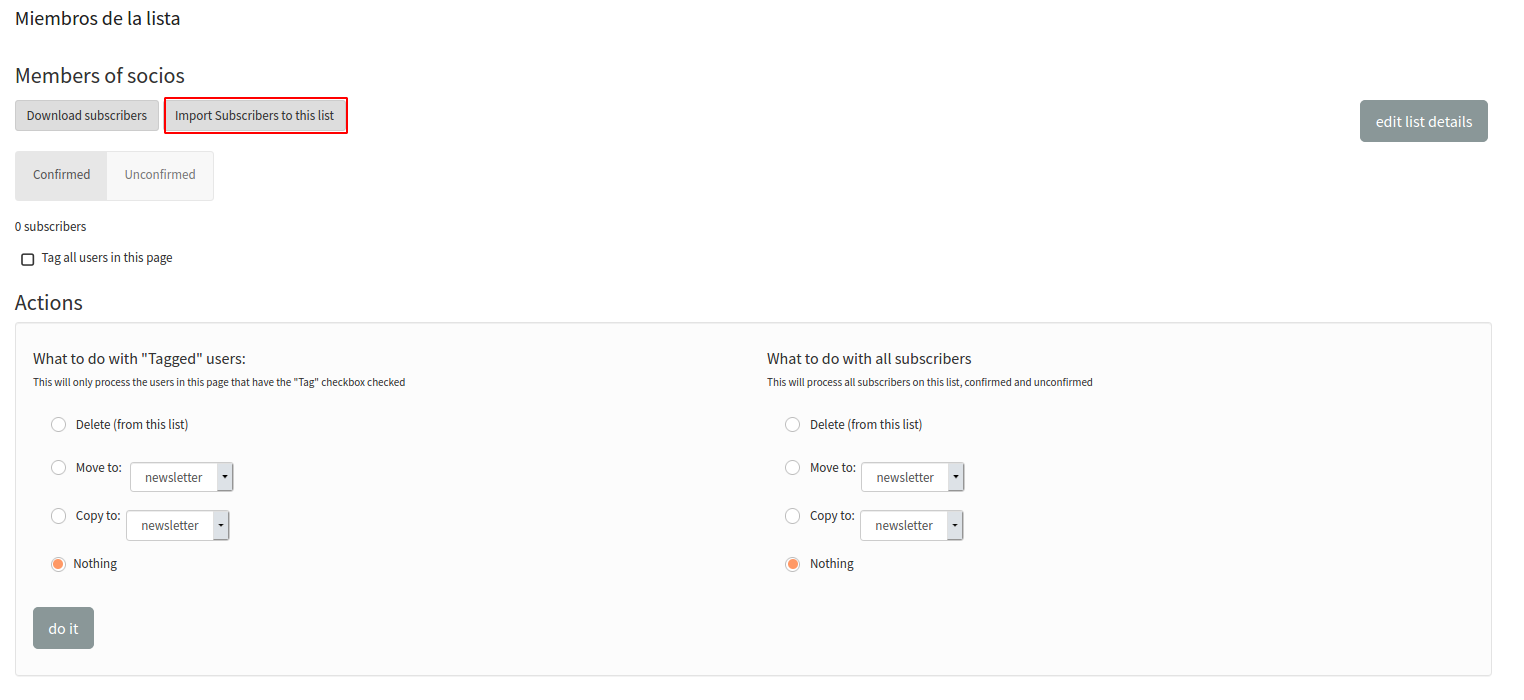 Miembros de la lista
Members of socios
Download subscribers
Import Subscribers to this list
edit list details
Confirmed
Unconfirmed
0 subscribers
Tag all users in this page
Actions
What to do with "Tagged" users:
This will only process the users in this page that have the "Tag" checkbox checked
Delete (from this list)
Move to:
newsletter
Copy to:
newsletter
Nothing
What to do with all subscribers
This will process all subscribers on this list, confirmed and unconfirmed
Delete (from this list)
Move to:
newsletter
Copy to:
newsletter
Nothing
do it